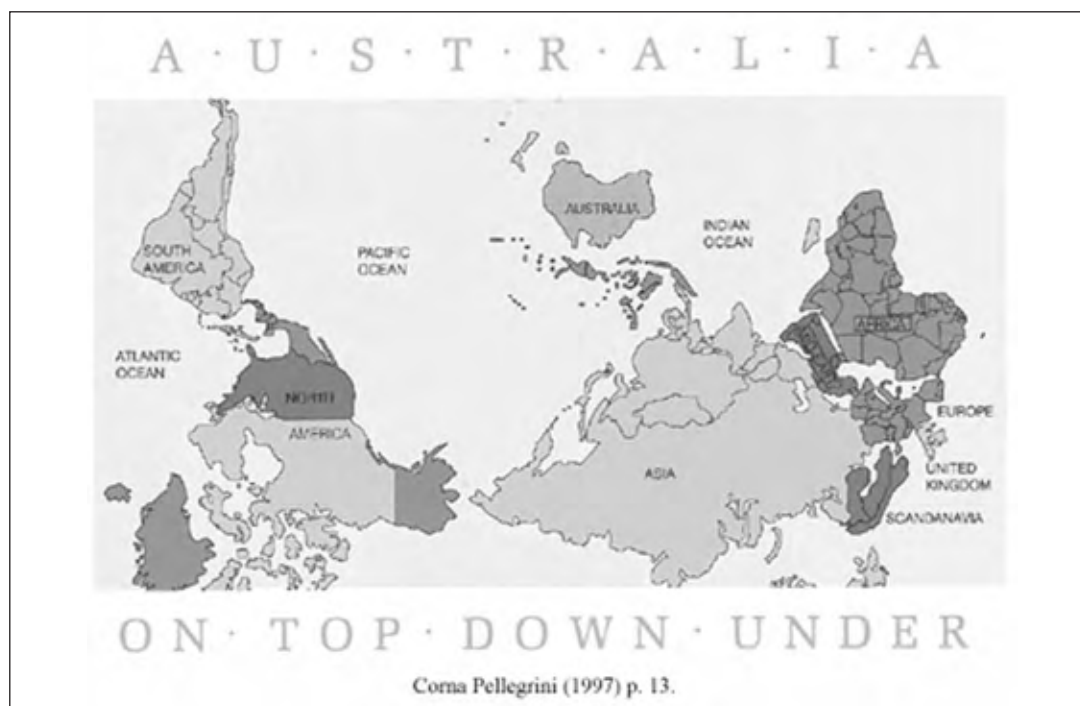 A · U · S · T · R · A · L · I · A
AUSTRALIA
SOUTH
AMERICA
PACIFIC
OCEAN
INDIAN
OCEAN
AFRICA
ATLANTIC
OCEAN
NORTH
AMERICA
EUROPE
ASIA
UNITED
KINGDOM
SCANDANAVIA
ON · TOP · DOWN · UNDER
Corna Pellegrini (1997) p. 13.